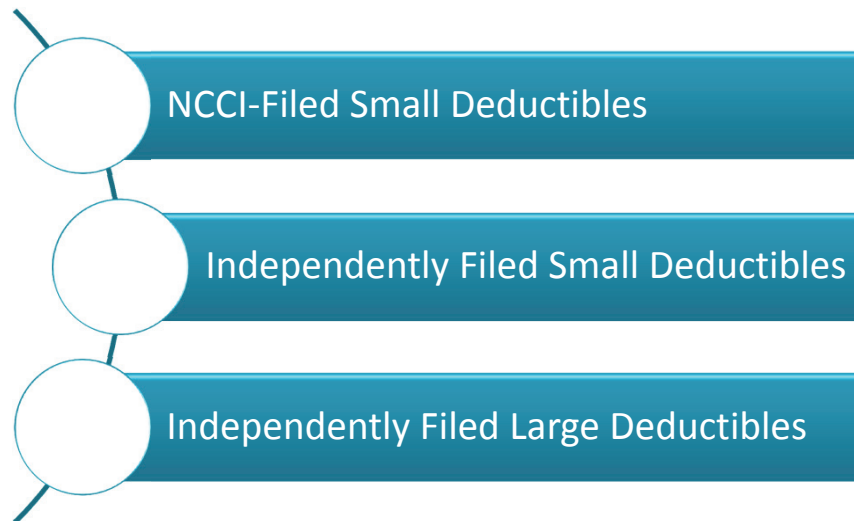 NCCI-Filed Small Deductibles
Independently Filed Small Deductibles
Independently Filed Large Deductibles